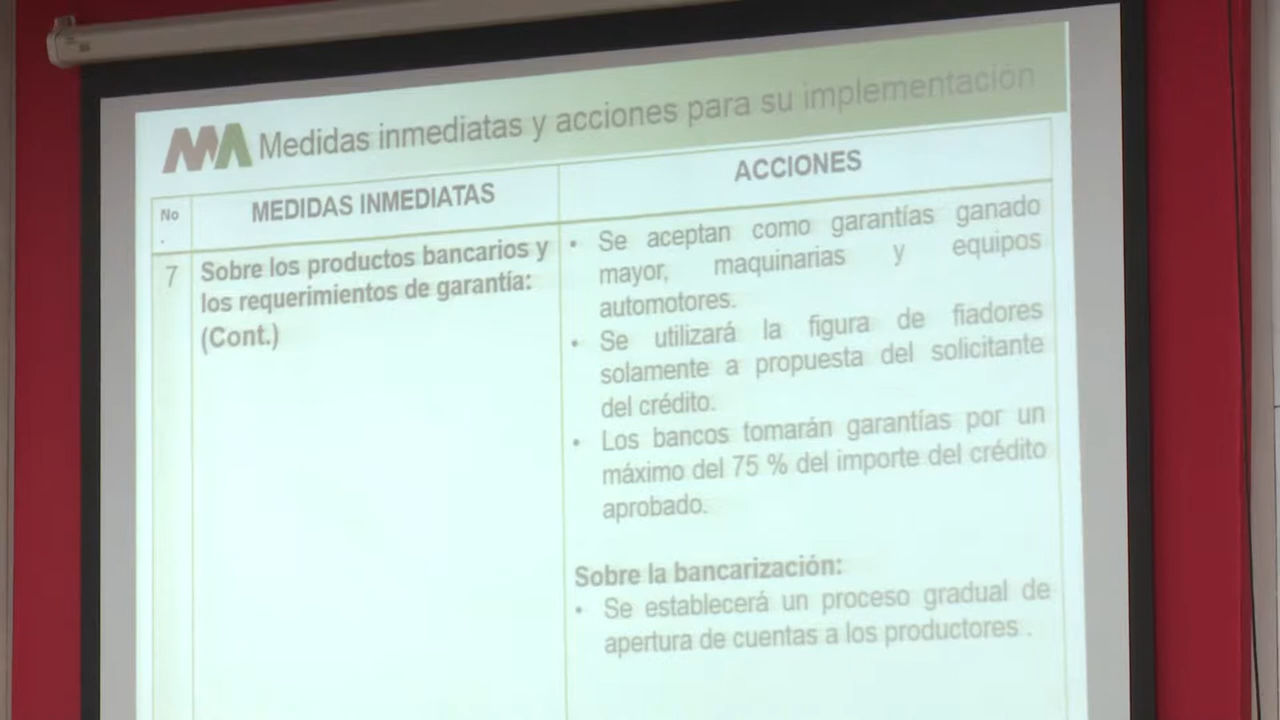 MA Medidas inmediatas y acciones para su implementación
No
.
MEDIDAS INMEDIATAS
ACCIONES
7
Sobre los productos bancarios y
los requerimientos de garantía:
(Cont.)
• Se aceptan como garantías ganado
mayor, maquinarias y equipos
automotores.
• Se utilizará la figura de fiadores
solamente a propuesta del solicitante
del crédito.
• Los bancos tomarán garantías por un
máximo del 75 % del importe del crédito
aprobado.
Sobre la bancarización:
• Se establecerá un proceso gradual de
apertura de cuentas a los productores .